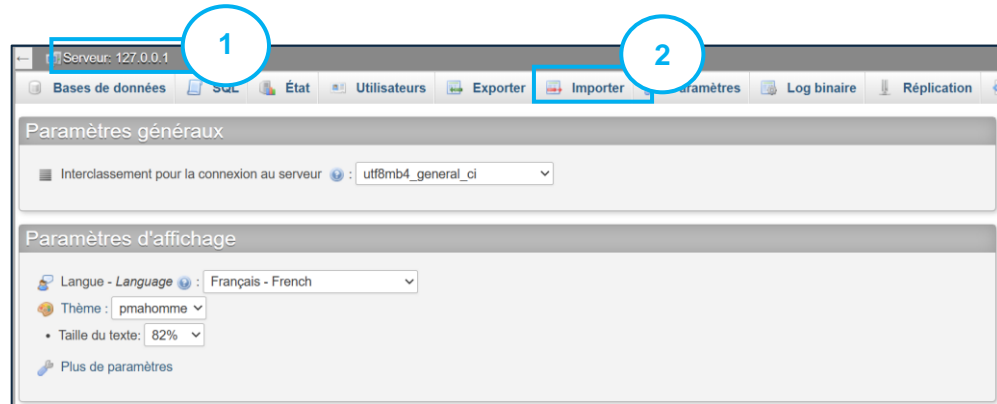 1
2
Serveur: 127.0.0.1
Bases de données SQL État Utilisateurs Exporter Importer Paramètres Log binaire Réplication
Paramètres généraux
Interclassement pour la connexion au serveur : utf8mb4_general_ci
Paramètres d'affichage
Langue - Language : Français - French
Thème : pmahomme
• Taille du texte: 82%
Plus de paramètres